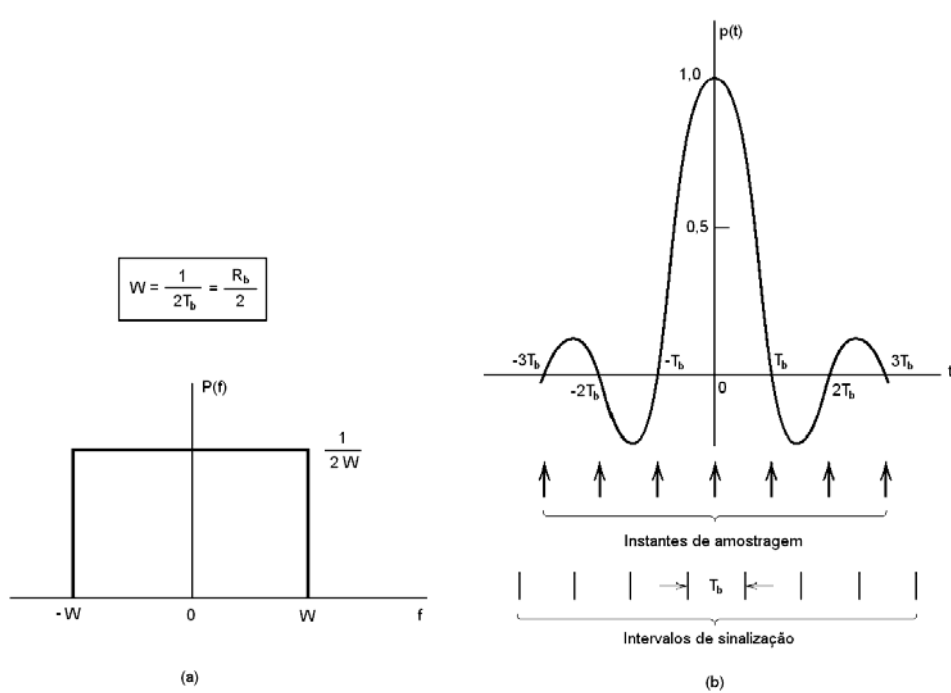 W = 1 / 2T_b = R_b / 2
P(f)
1 / 2 W
- W 0 W f
(a)
p(t)
1,0
0,5
-3T_b -T_b T_b 3T_b t
-2T_b 0 2T_b
Instantes de amostragem
T_b
Intervalos de sinalização
(b)